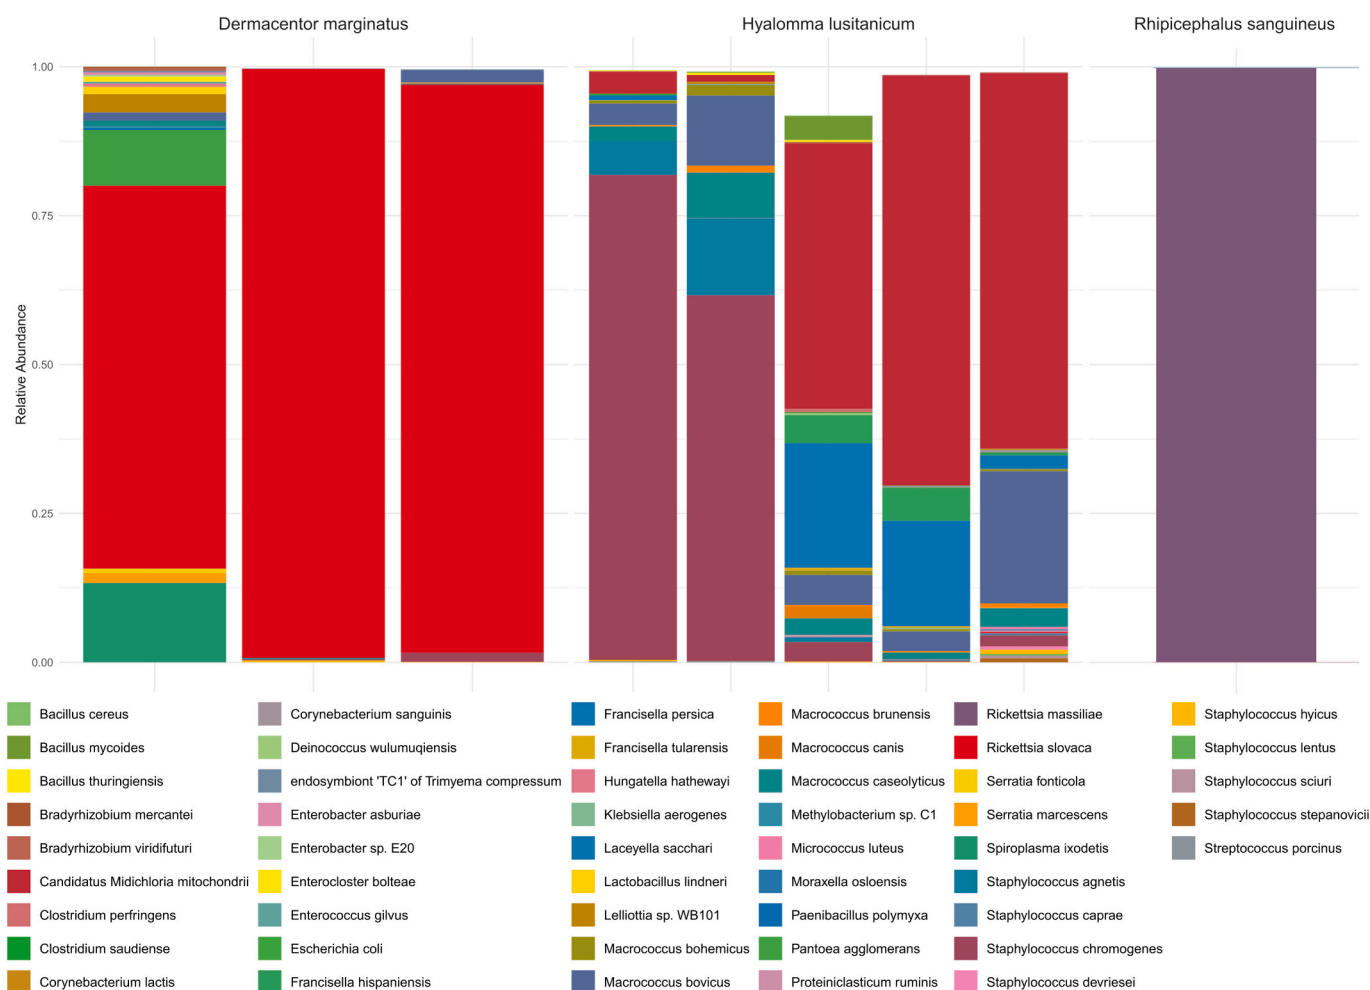 Dermacentor marginatus
Hyalomma lusitanicum
Rhipicephalus sanguineus
1.00
0.75
0.50
0.25
0.00
Relative Abundance
Bacillus cereus
Bacillus mycoides
Bacillus thuringiensis
Bradyrhizobium mercantei
Bradyrhizobium viridifuturi
Candidatus Midichloria mitochondrii
Clostridium perfringens
Clostridium saudiense
Corynebacterium lactis
Corynebacterium sanguinis
Deinococcus wulumuqiensis
endosymbiont 'TC1' of Trimyema compressum
Enterobacter asburiae
Enterobacter sp. E20
Enterocloster bolteae
Enterococcus gilvus
Escherichia coli
Francisella hispaniensis
Francisella persica
Francisella tularensis
Hungatella hathewayi
Klebsiella aerogenes
Laceyella sacchari
Lactobacillus lindneri
Lelliottia sp. WB101
Macrococcus bohemicus
Macrococcus bovicus
Macrococcus brunensis
Macrococcus canis
Macrococcus caseolyticus
Methylobacterium sp. C1
Micrococcus luteus
Moraxella osloensis
Paenibacillus polymyxa
Pantoea agglomerans
Proteiniclasticum ruminis
Rickettsia massiliae
Rickettsia slovaca
Serratia fonticola
Serratia marcescens
Spiroplasma ixodetis
Staphylococcus agnetis
Staphylococcus caprae
Staphylococcus chromogenes
Staphylococcus devriesei
Staphylococcus hyicus
Staphylococcus lentus
Staphylococcus sciuri
Staphylococcus stepanovicii
Streptococcus porcinus